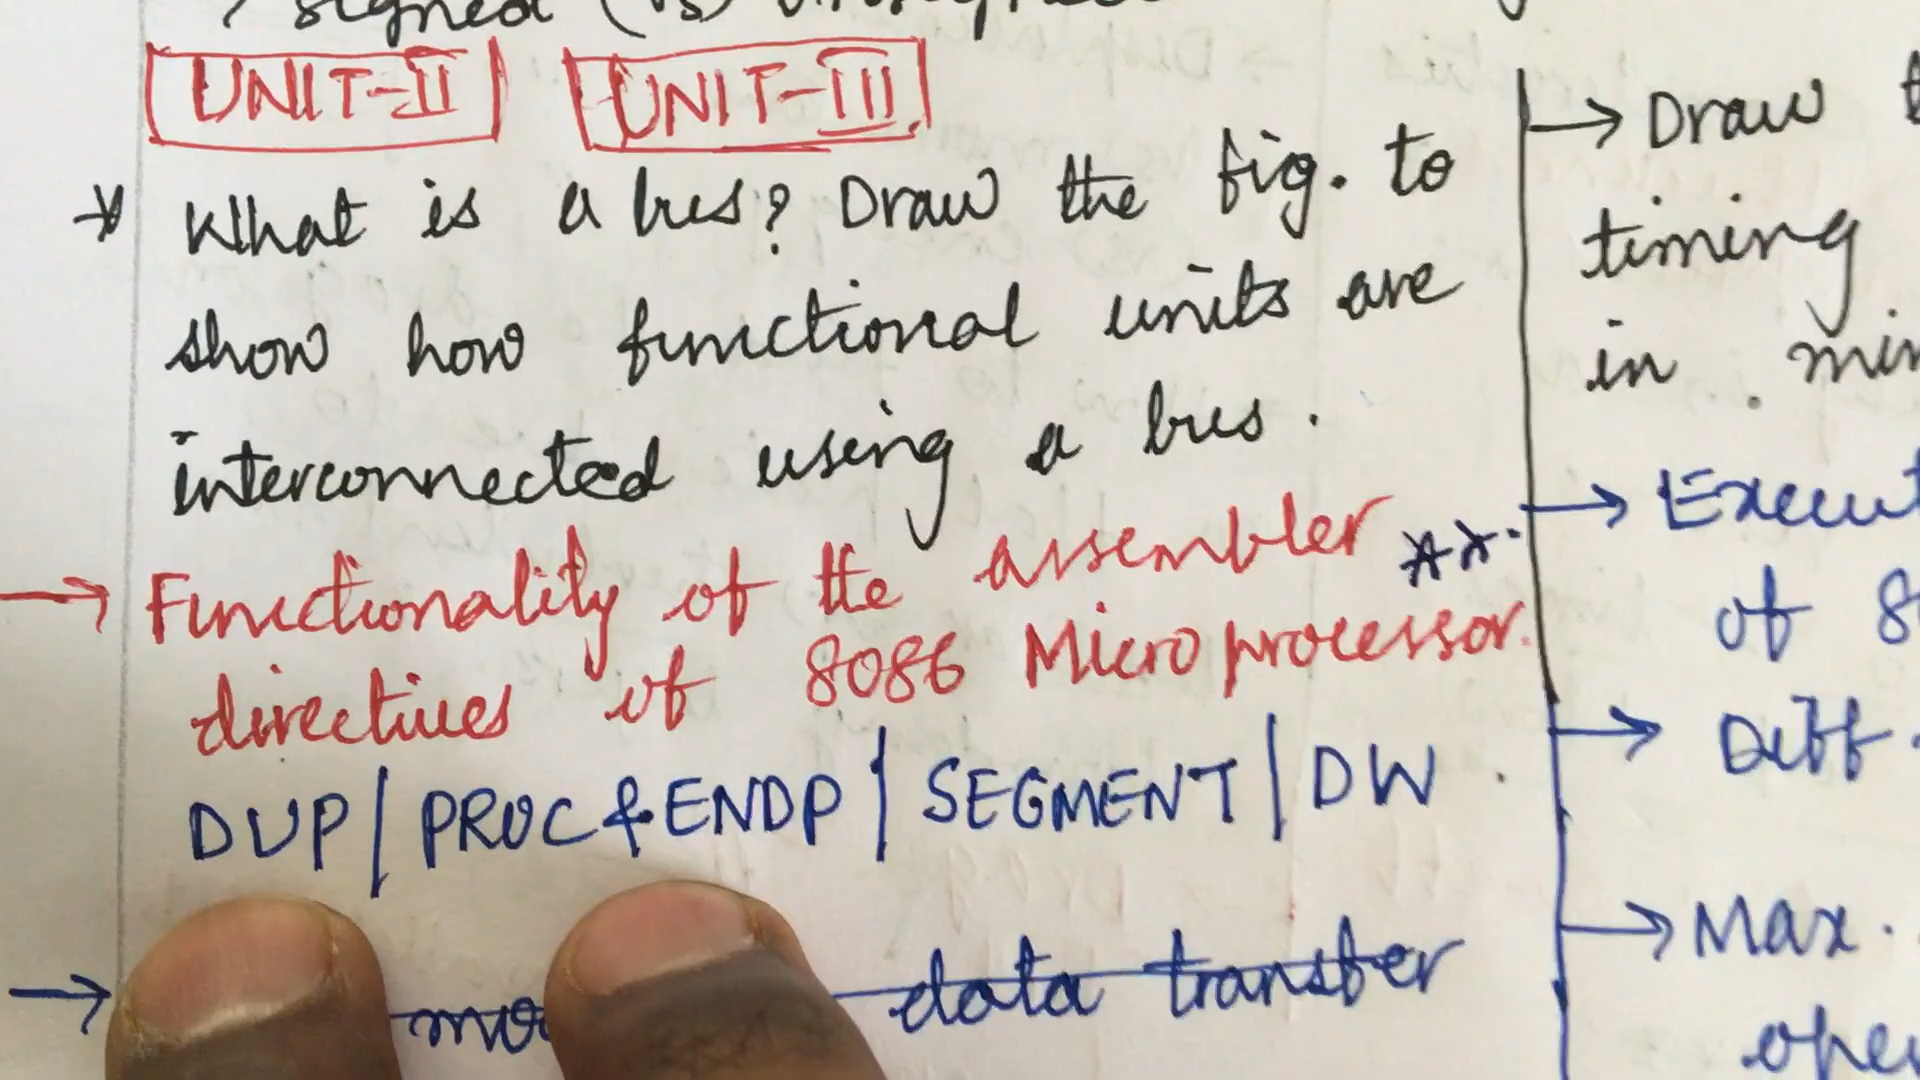 signed (vs)
UNIT-II UNIT-III
What is a bus? Draw the fig. to
show how functional units are
interconnected using a bus.
→ Functionality of the assembler **
directives of 8086 Microprocessor.
DUP | PROC & ENDP | SEGMENT | DW
→ data transfer
→ Draw
timing
in
→
of
→ Diff.
→ Max.